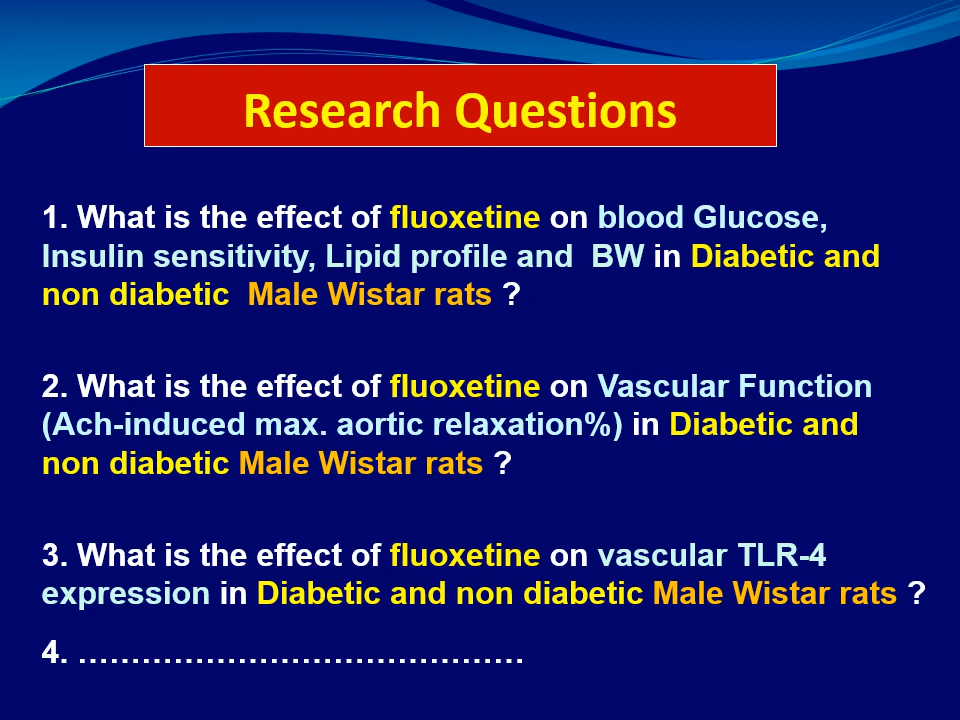 Research Questions
1. What is the effect of fluoxetine on blood Glucose,
Insulin sensitivity, Lipid profile and  BW in Diabetic and
non diabetic  Male Wistar rats ?
2. What is the effect of fluoxetine on Vascular Function
(Ach-induced max. aortic relaxation%) in Diabetic and
non diabetic Male Wistar rats ?
3. What is the effect of fluoxetine on vascular TLR-4
expression in Diabetic and non diabetic Male Wistar rats ?
4. ……………………………………